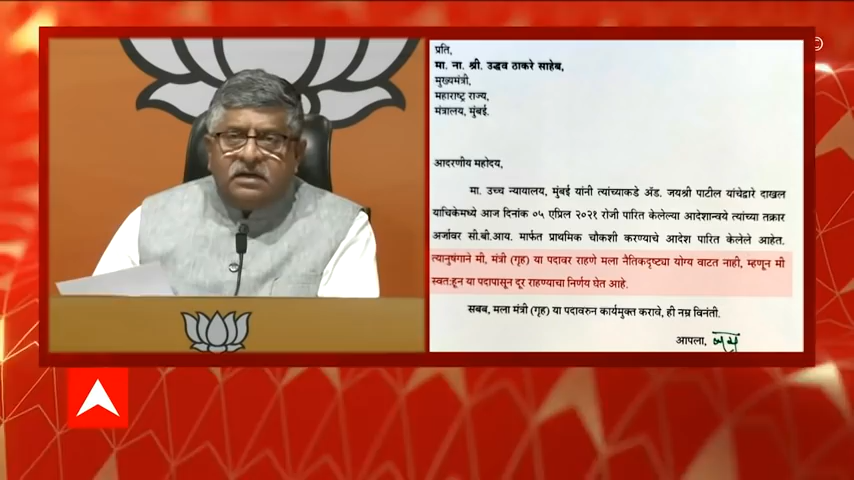 प्रति,
मा. ना. श्री. उद्धव ठाकरे साहेब,
मुख्यमंत्री,
महाराष्ट्र राज्य,
मंत्रालय, मुंबई.
आदरणीय महोदय,
मा. उच्च न्यायालय, मुंबई यांनी त्यांच्याकडे ॲड. जयश्री पाटील यांचेद्वारे दाखल
याचिकेमध्ये आज दिनांक ०५ एप्रिल २०२१ रोजी पारित केलेल्या आदेशान्वये त्यांच्या तक्रार
अर्जावर सी.बी.आय. मार्फत प्राथमिक चौकशी करण्याचे आदेश पारित केलेले आहेत.
त्यानुषंगाने मी, मंत्री (गृह) या पदावर राहणे मला नैतिकदृष्ट्या योग्य वाटत नाही, म्हणून मी
स्वत:हून या पदापासून दूर राहण्याचा निर्णय घेत आहे.
सबब, मला मंत्री (गृह) या पदावरुन कार्यमुक्त करावे, ही नम्र विनंती.
आपला,